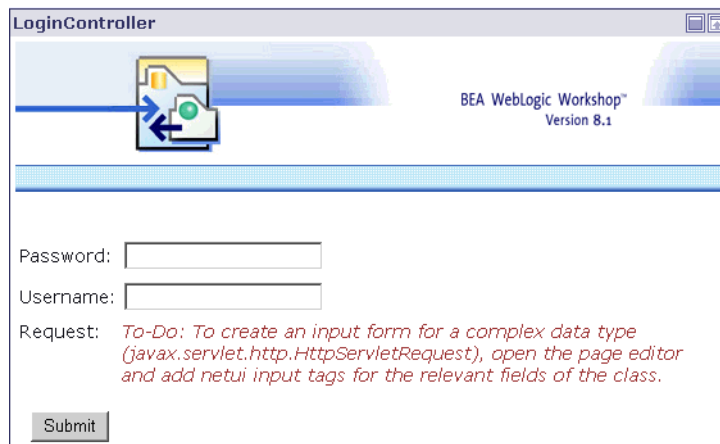 LoginController
BEA WebLogic Workshop™
Version 8.1
Password:
Username:
Request: To-Do: To create an input form for a complex data type
(javax.servlet.http.HttpServletRequest), open the page editor
and add netui input tags for the relevant fields of the class.
Submit